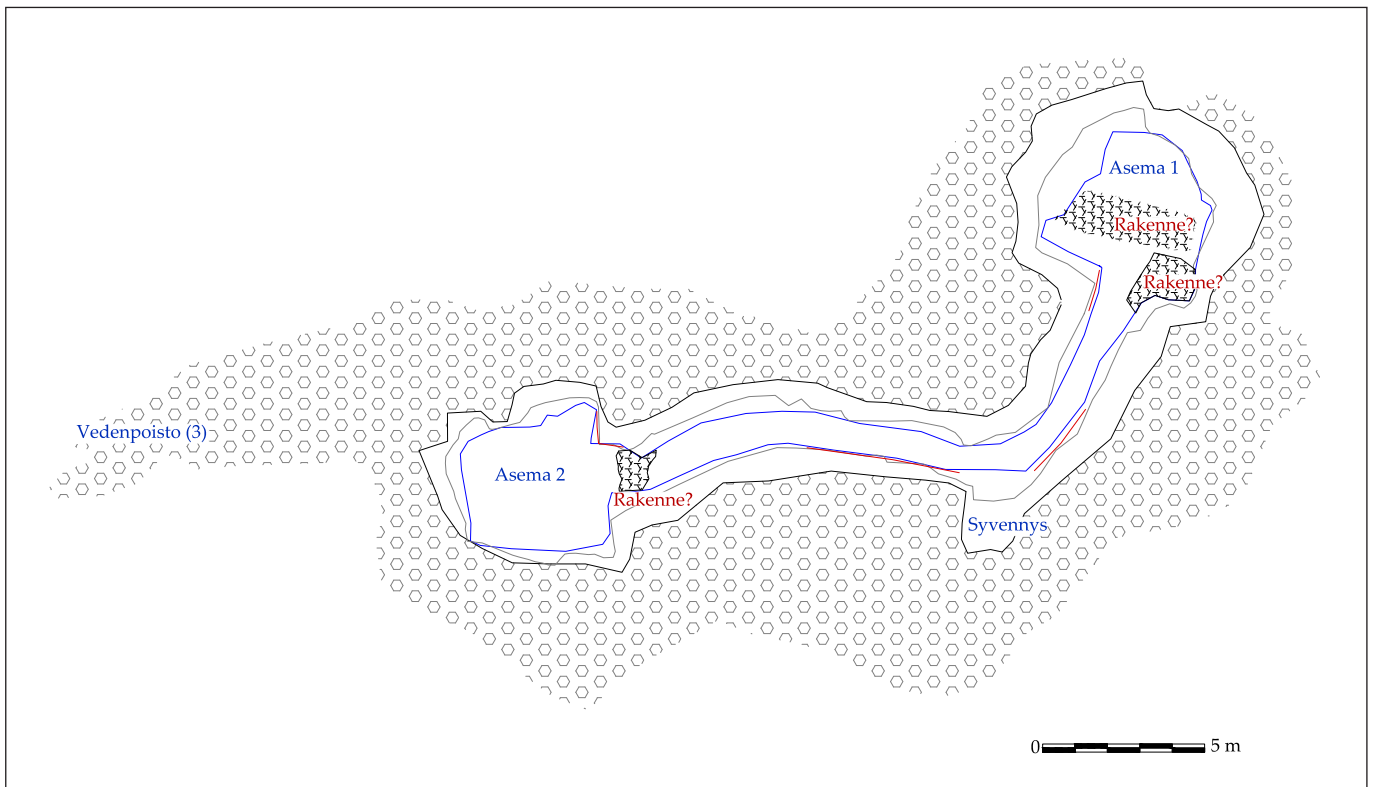 Asema 1
Rakenne?
Rakenne?
Vedenpoisto (3)
Asema 2
Rakenne?
Syvennys
0 5 m